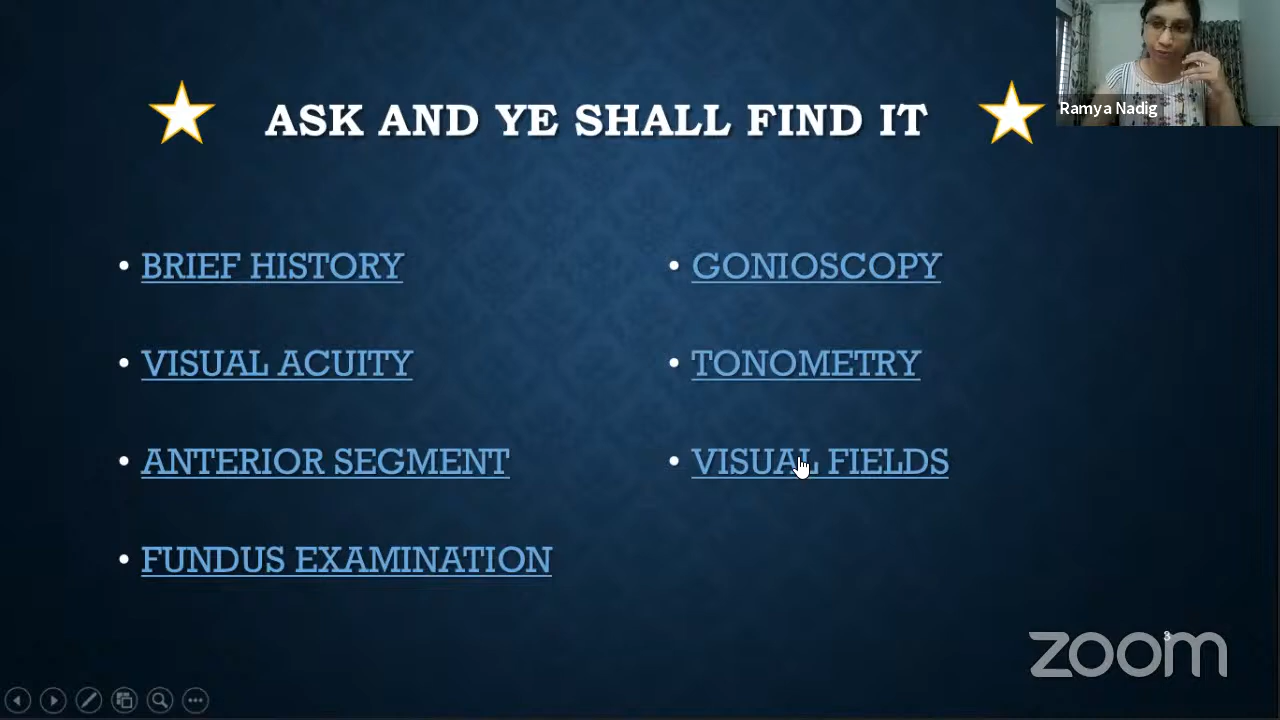 ASK AND YE SHALL FIND IT
Ramya Nadig
• BRIEF HISTORY
• VISUAL ACUITY
• ANTERIOR SEGMENT
• FUNDUS EXAMINATION
• GONIOSCOPY
• TONOMETRY
• VISUAL FIELDS
3
zoom